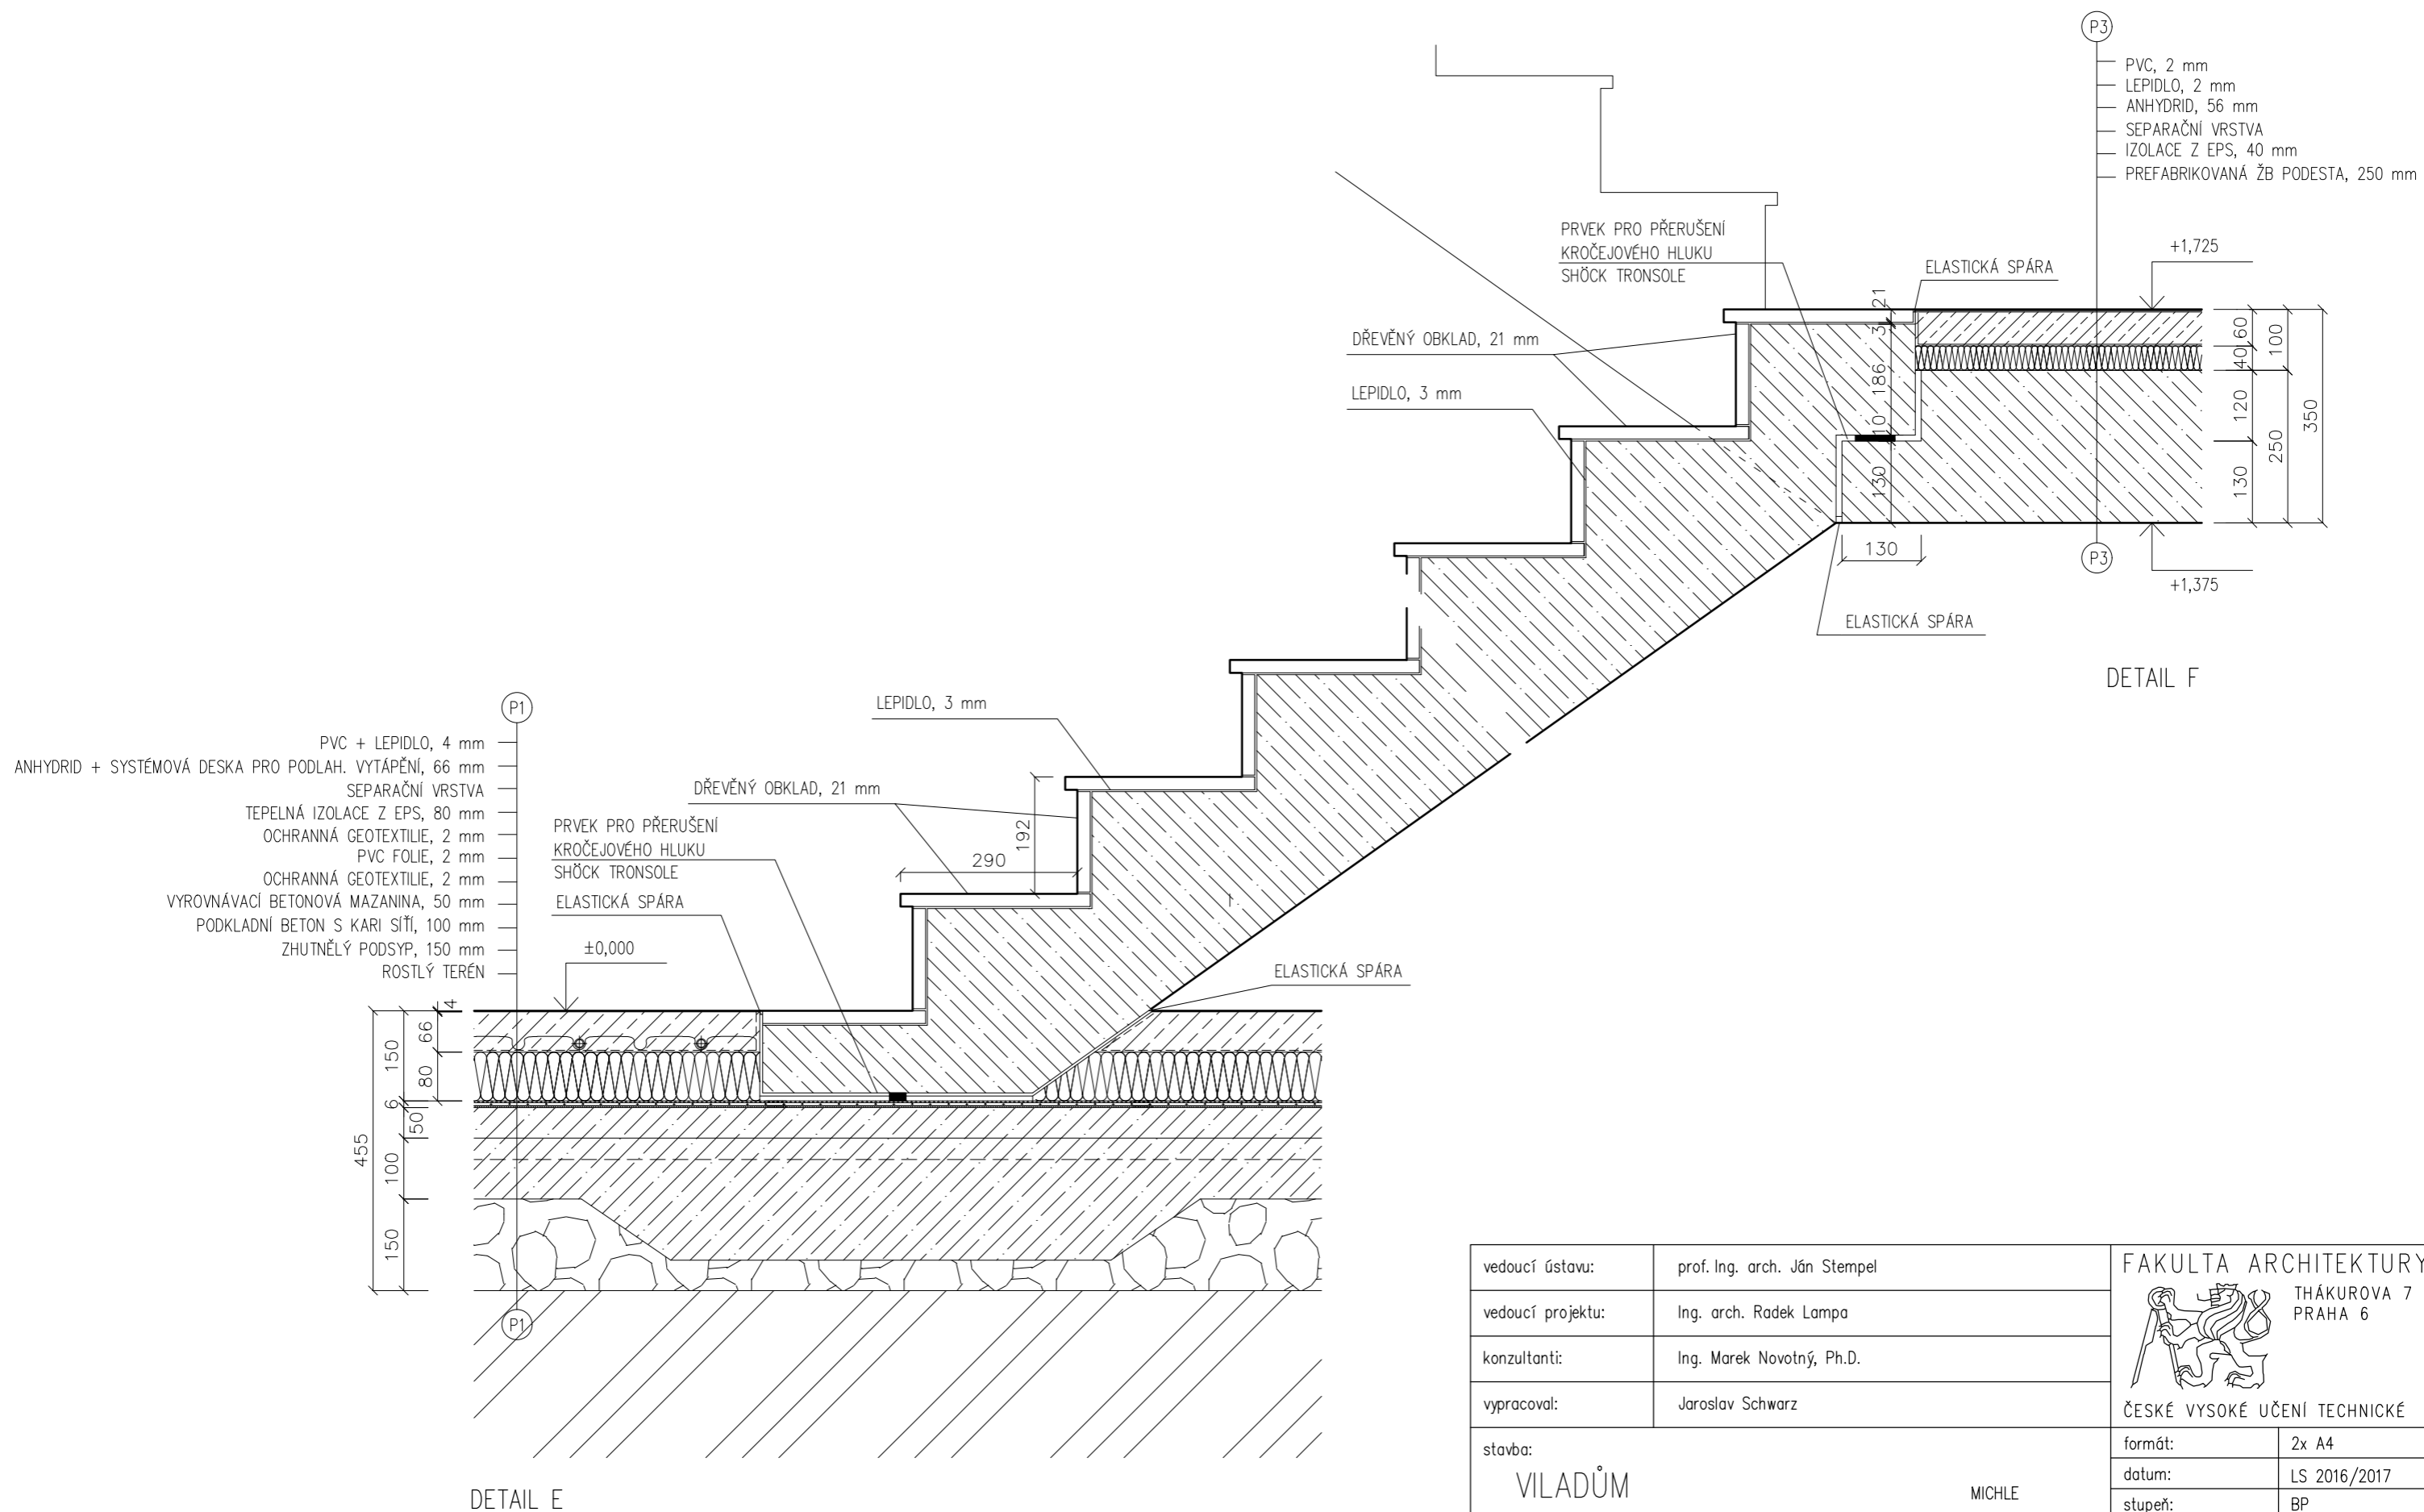 P3
PVC, 2 mm
LEPIDLO, 2 mm
ANHYDRID, 56 mm
SEPARAČNÍ VRSTVA
IZOLACE Z EPS, 40 mm
PREFABRIKOVANÁ ŽB PODESTA, 250 mm
PRVEK PRO PŘERUŠENÍ
KROČEJOVÉHO HLUKU
SHÖCK TRONSOLE
+1,725
ELASTICKÁ SPÁRA
DŘEVĚNÝ OBKLAD, 21 mm
LEPIDLO, 3 mm
21
3
186
10
130
60
40
120
130
100
250
350
130
P3
+1,375
ELASTICKÁ SPÁRA
DETAIL F
P1
PVC + LEPIDLO, 4 mm
ANHYDRID + SYSTÉMOVÁ DESKA PRO PODLAH. VYTÁPĚNÍ, 66 mm
SEPARAČNÍ VRSTVA
TEPELNÁ IZOLACE Z EPS, 80 mm
OCHRANNÁ GEOTEXTILIE, 2 mm
PVC FOLIE, 2 mm
OCHRANNÁ GEOTEXTILIE, 2 mm
VYROVNÁVACÍ BETONOVÁ MAZANINA, 50 mm
PODKLADNÍ BETON S KARI SÍTÍ, 100 mm
ZHUTNĚLÝ PODSYP, 150 mm
ROSTLÝ TERÉN
LEPIDLO, 3 mm
DŘEVĚNÝ OBKLAD, 21 mm
PRVEK PRO PŘERUŠENÍ
KROČEJOVÉHO HLUKU
SHÖCK TRONSOLE
ELASTICKÁ SPÁRA
±0,000
290
192
ELASTICKÁ SPÁRA
4
66
80
150
6
50
100
150
455
P1
DETAIL E
vedoucí ústavu: prof. Ing. arch. Ján Stempel
vedoucí projektu: Ing. arch. Radek Lampa
konzultanti: Ing. Marek Novotný, Ph.D.
vypracoval: Jaroslav Schwarz
stavba:
VILADŮM
MICHLE
FAKULTA ARCHITEKTURY
THÁKUROVA 7
PRAHA 6
ČESKÉ VYSOKÉ UČENÍ TECHNICKÉ
formát: 2x A4
datum: LS 2016/2017
stupeň: BP